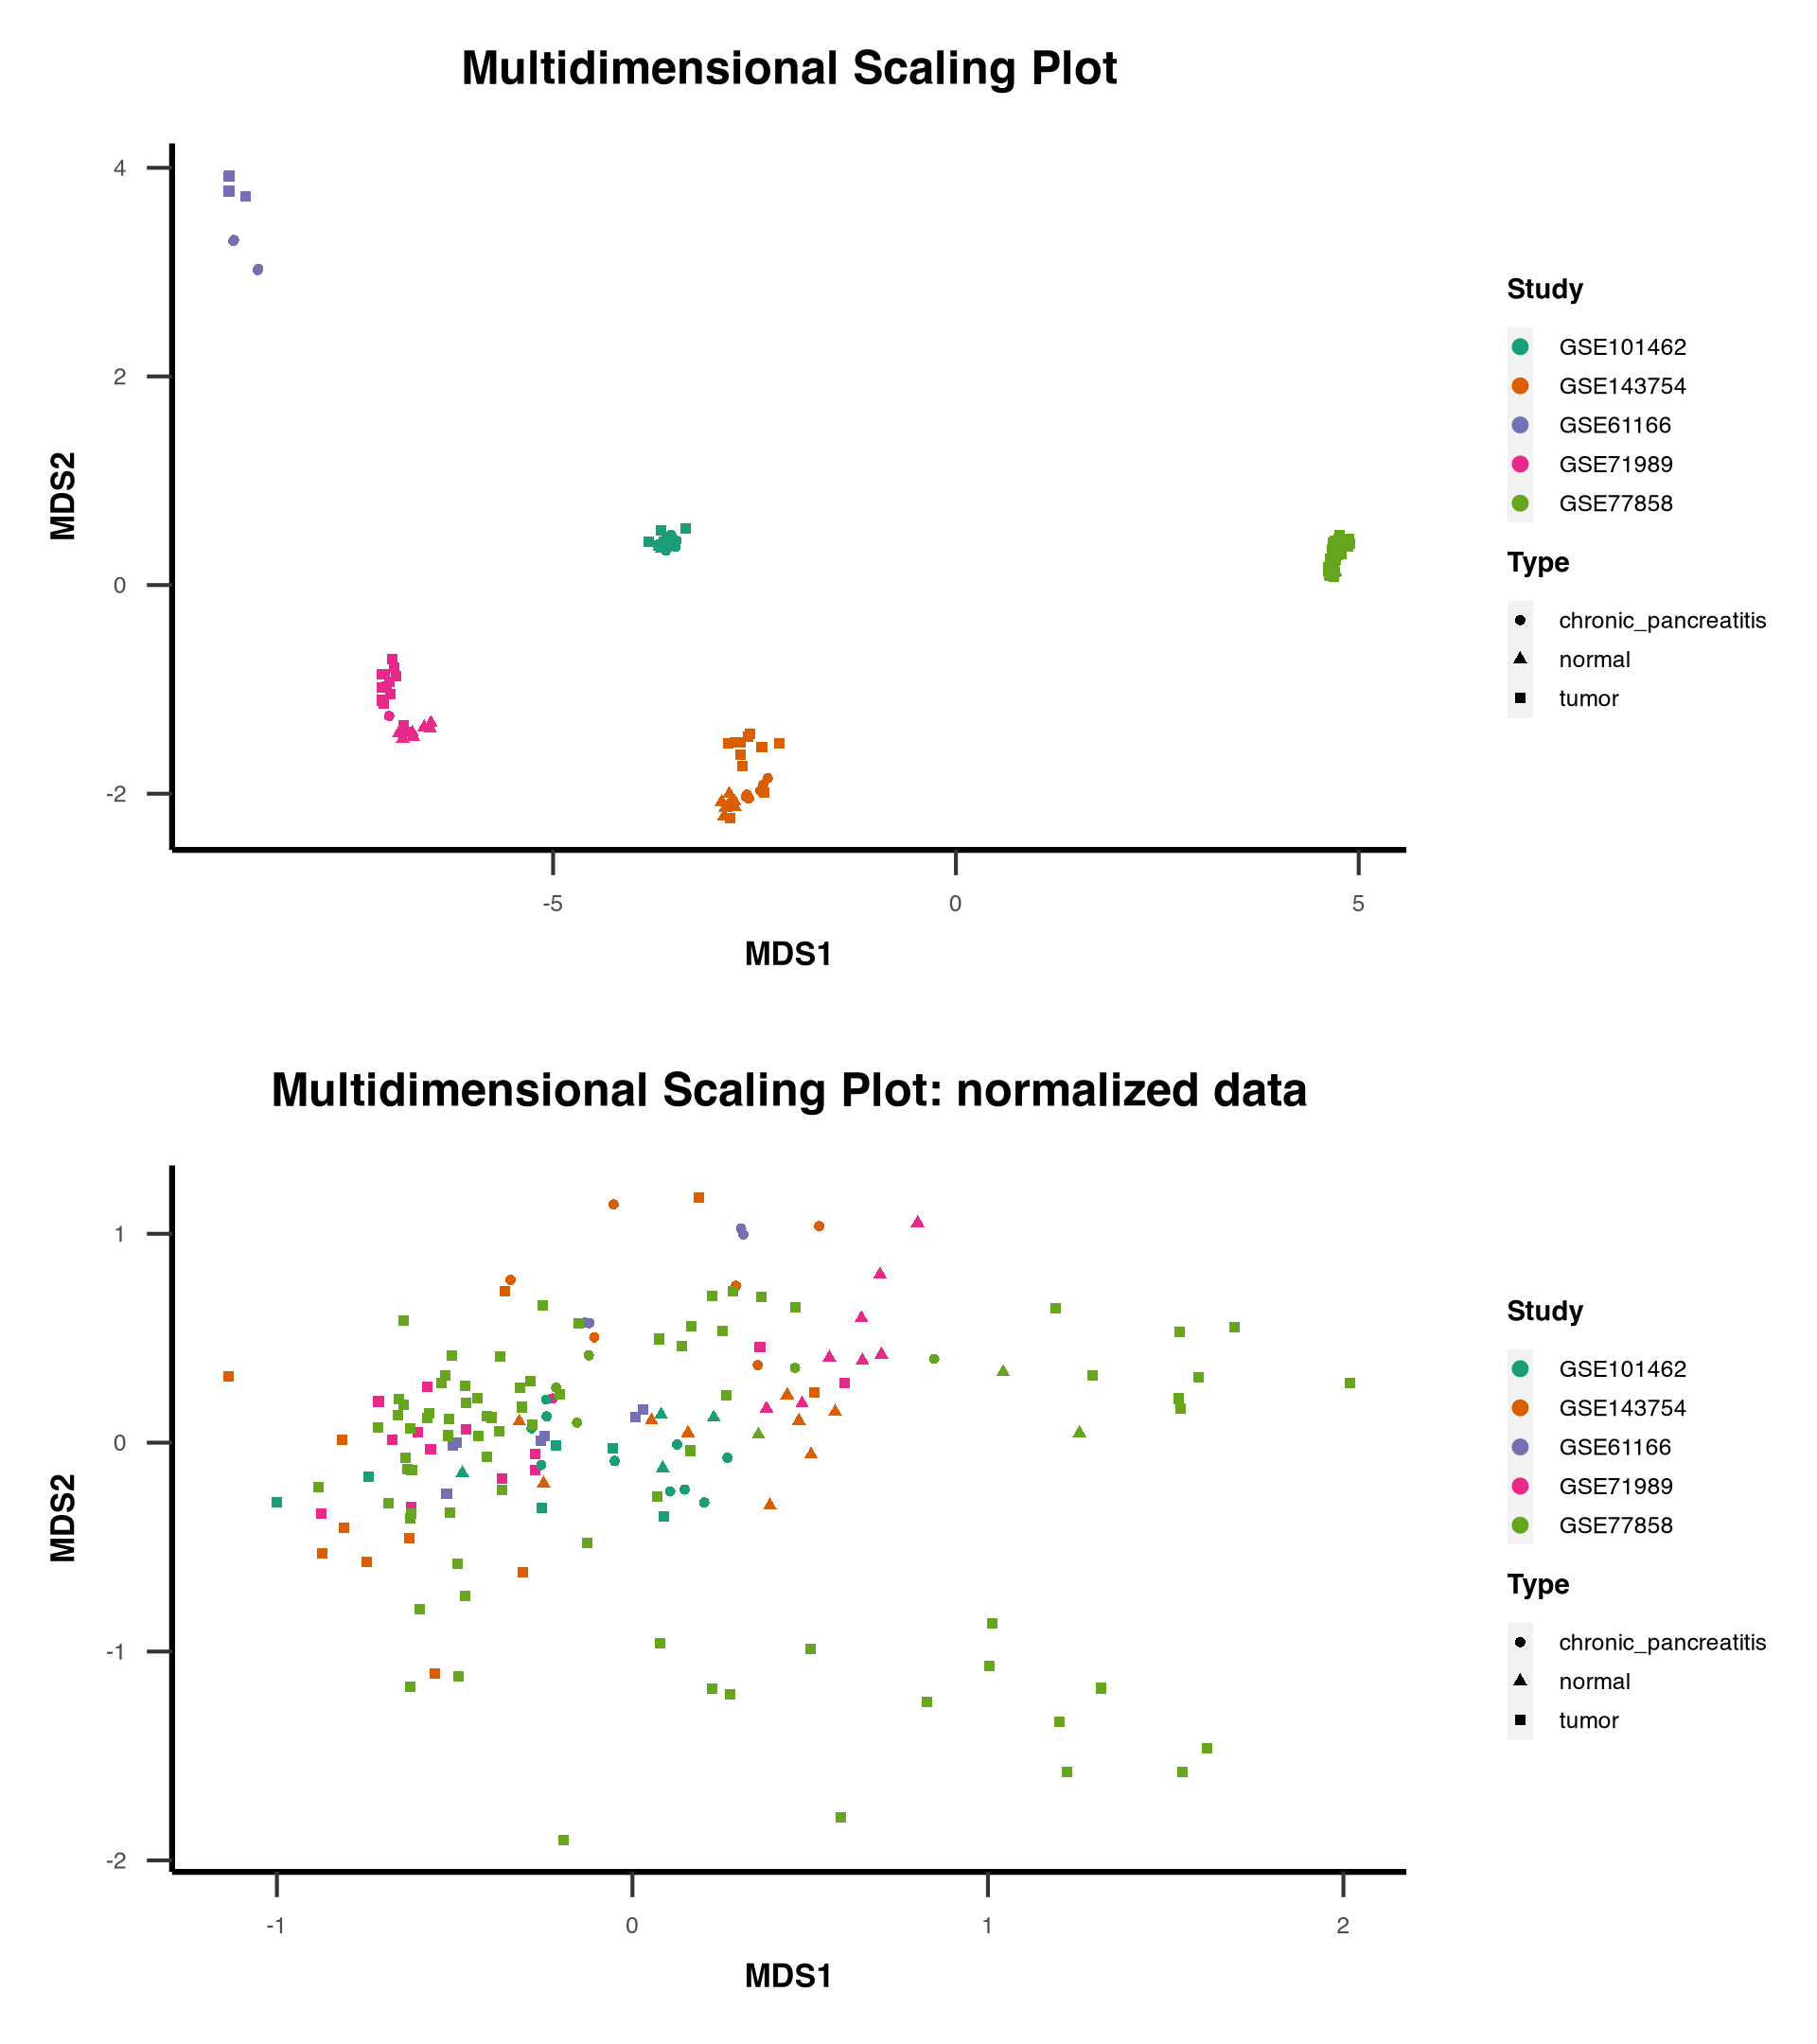 Multidimensional Scaling Plot
4
2
0
-2
MDS2
-5
0
5
MDS1
Study
GSE101462
GSE143754
GSE61166
GSE71989
GSE77858
Type
chronic_pancreatitis
normal
tumor
Multidimensional Scaling Plot: normalized data
1
0
-1
-2
MDS2
-1
0
1
2
MDS1
Study
GSE101462
GSE143754
GSE61166
GSE71989
GSE77858
Type
chronic_pancreatitis
normal
tumor